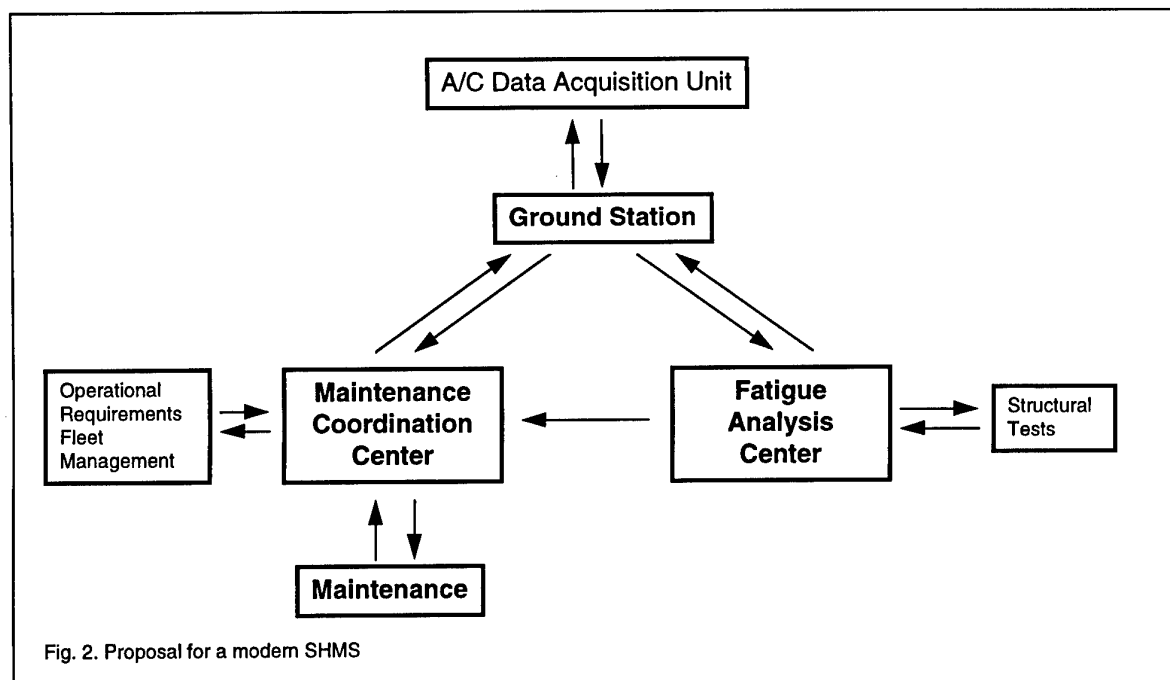 A/C Data Acquisition Unit
Ground Station
Operational
Requirements
Fleet
Management
Maintenance
Coordination
Center
Fatigue
Analysis
Center
Structural
Tests
Maintenance
Fig. 2. Proposal for a modern SHMS